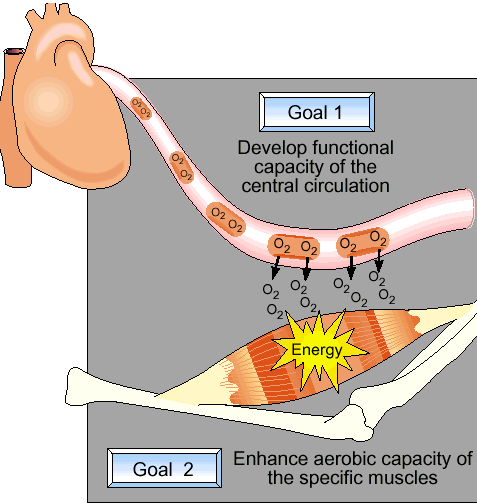 Goal 1
Develop functional
capacity of the
central circulation
O2 O2
O2
O2
O2 O2
O2 O2
O2 O2
O2 O2 O2
O2 O2 O2
O2 O2
Energy
Goal 2
Enhance aerobic capacity of
the specific muscles